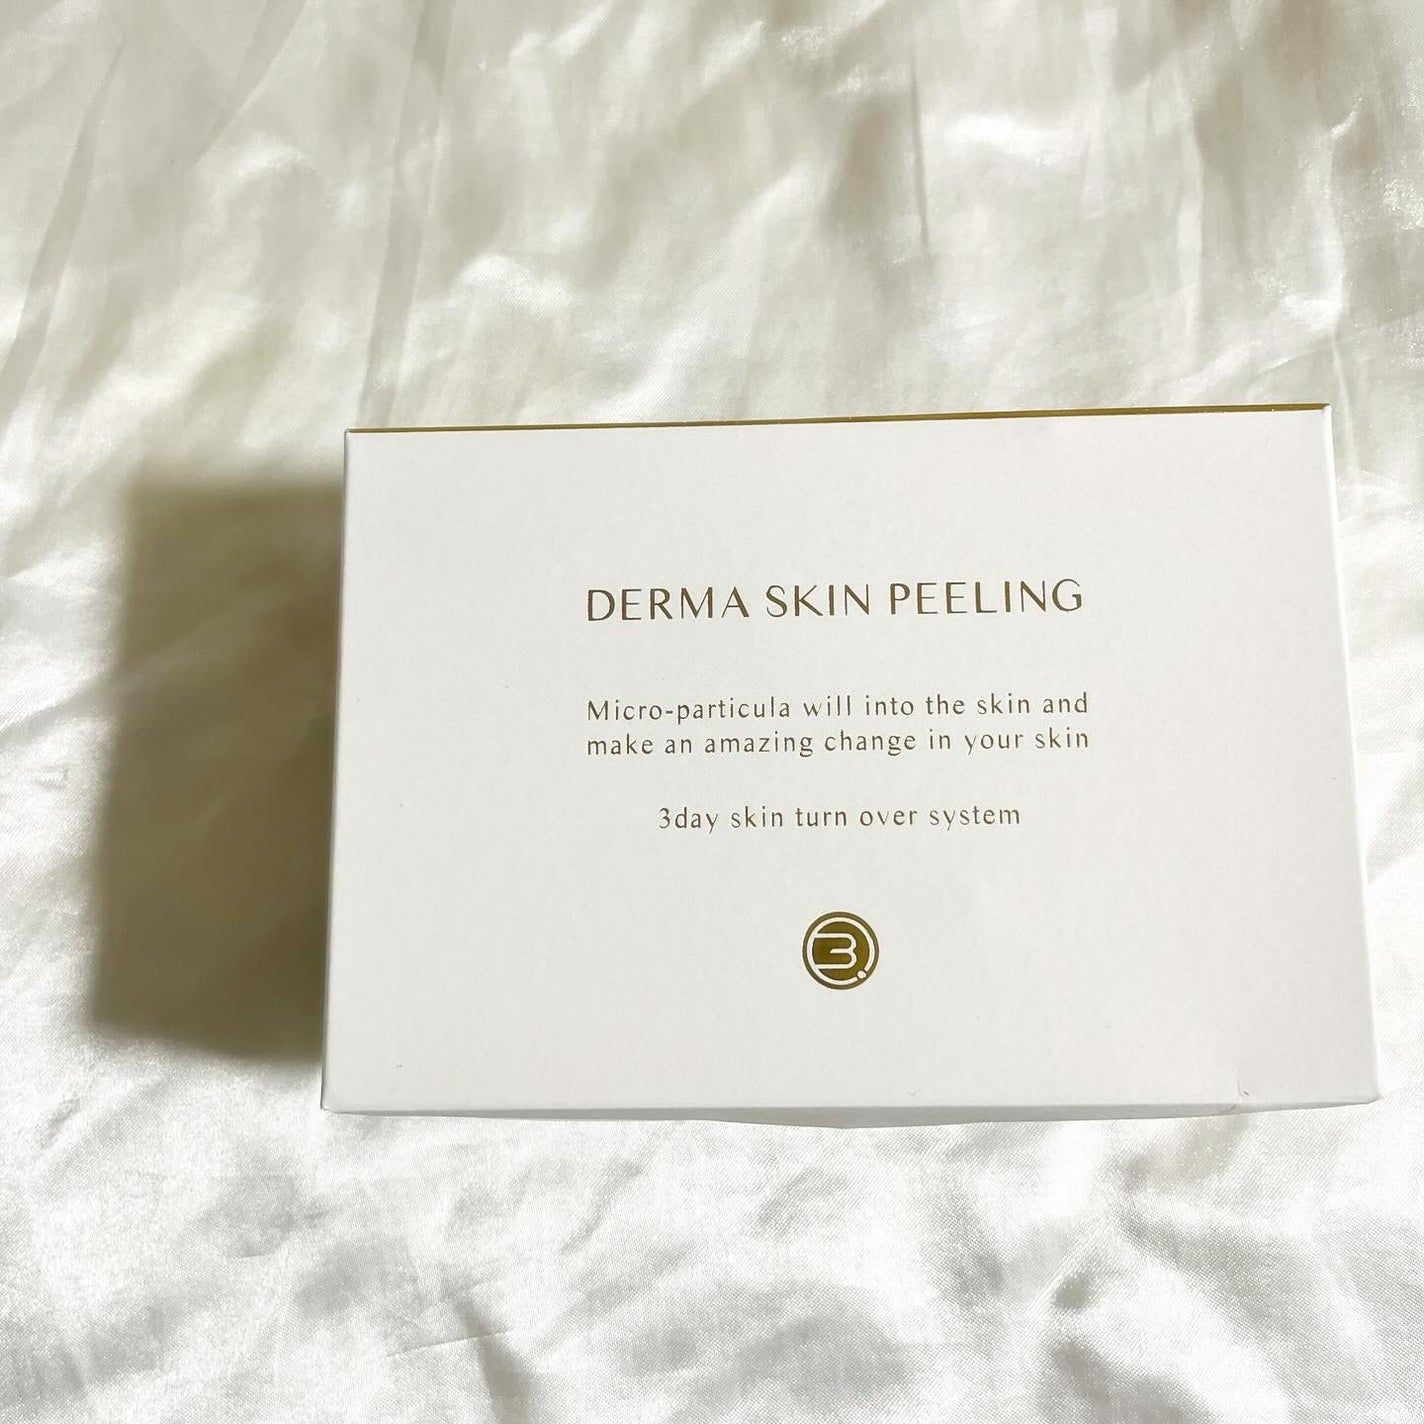 DERMA SKIN PEELING
Micro-particula will into the skin and
make an amazing change in your skin
3day skin turn over system
3.